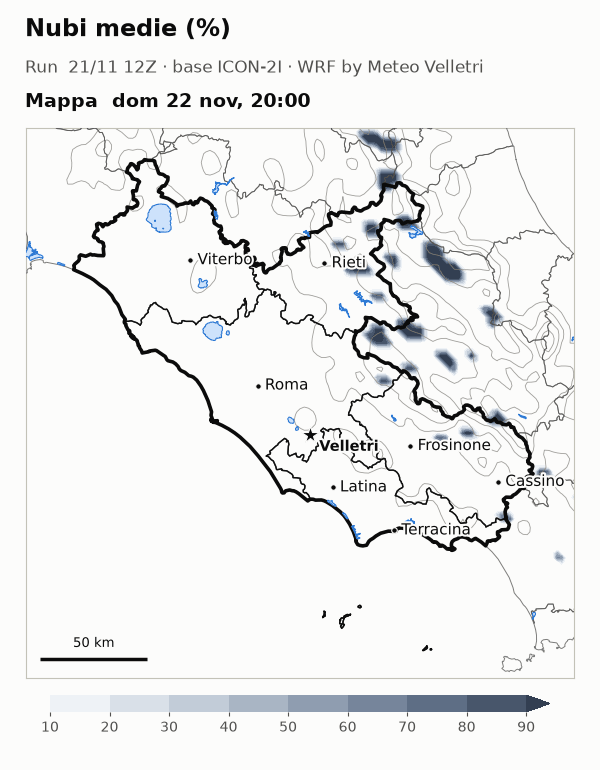 Nubi medie (%)
Run  21/11 12Z · base ICON-2I · WRF by Meteo Velletri
Mappa  dom 22 nov, 20:00
Viterbo
Rieti
Roma
Velletri
Frosinone
Cassino
Latina
Terracina
50 km
10 20 30 40 50 60 70 80 90